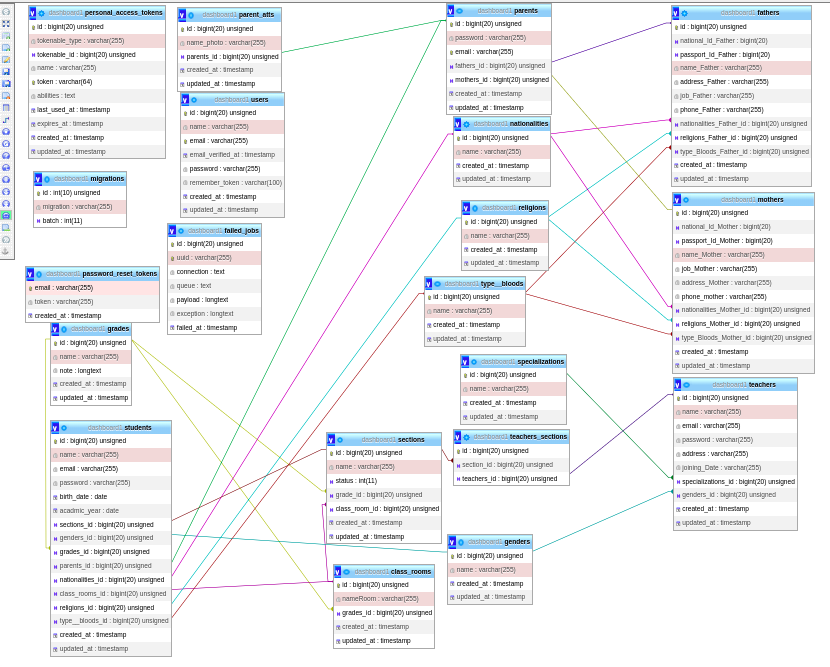 dashboard1 personal_access_tokens
id : bigint(20) unsigned
tokenable_type : varchar(255)
tokenable_id : bigint(20) unsigned
name : varchar(255)
token : varchar(64)
abilities : text
last_used_at : timestamp
expires_at : timestamp
created_at : timestamp
updated_at : timestamp
dashboard1 migrations
id : int(10) unsigned
migration : varchar(255)
batch : int(11)
dashboard1 password_reset_tokens
email : varchar(255)
token : varchar(255)
created_at : timestamp
dashboard1 grades
id : bigint(20) unsigned
name : varchar(255)
note : longtext
created_at : timestamp
updated_at : timestamp
dashboard1 students
id : bigint(20) unsigned
name : varchar(255)
email : varchar(255)
password : varchar(255)
birth_date : date
acadmic_year : date
sections_id : bigint(20) unsigned
genders_id : bigint(20) unsigned
grades_id : bigint(20) unsigned
parents_id : bigint(20) unsigned
nationalities_id : bigint(20) unsigned
class_rooms_id : bigint(20) unsigned
religions_id : bigint(20) unsigned
type__bloods_id : bigint(20) unsigned
created_at : timestamp
updated_at : timestamp
dashboard1 parent_atts
id : bigint(20) unsigned
name_photo : varchar(255)
parents_id : bigint(20) unsigned
created_at : timestamp
updated_at : timestamp
dashboard1 users
id : bigint(20) unsigned
name : varchar(255)
email : varchar(255)
email_verified_at : timestamp
password : varchar(255)
remember_token : varchar(100)
created_at : timestamp
updated_at : timestamp
dashboard1 failed_jobs
id : bigint(20) unsigned
uuid : varchar(255)
connection : text
queue : text
payload : longtext
exception : longtext
failed_at : timestamp
dashboard1 sections
id : bigint(20) unsigned
name : varchar(255)
status : int(11)
grade_id : bigint(20) unsigned
class_room_id : bigint(20) unsigned
created_at : timestamp
updated_at : timestamp
dashboard1 class_rooms
id : bigint(20) unsigned
nameRoom : varchar(255)
grades_id : bigint(20) unsigned
created_at : timestamp
updated_at : timestamp
dashboard1 parents
id : bigint(20) unsigned
password : varchar(255)
email : varchar(255)
fathers_id : bigint(20) unsigned
mothers_id : bigint(20) unsigned
created_at : timestamp
updated_at : timestamp
dashboard1 nationalities
id : bigint(20) unsigned
name : varchar(255)
created_at : timestamp
updated_at : timestamp
dashboard1 religions
id : bigint(20) unsigned
name : varchar(255)
created_at : timestamp
updated_at : timestamp
dashboard1 type__bloods
id : bigint(20) unsigned
name : varchar(255)
created_at : timestamp
updated_at : timestamp
dashboard1 specializations
id : bigint(20) unsigned
name : varchar(255)
created_at : timestamp
updated_at : timestamp
dashboard1 teachers_sections
id : bigint(20) unsigned
section_id : bigint(20) unsigned
teachers_id : bigint(20) unsigned
dashboard1 genders
id : bigint(20) unsigned
name : varchar(255)
created_at : timestamp
updated_at : timestamp
dashboard1 fathers
id : bigint(20) unsigned
national_id_Father : bigint(20)
passport_id_Father : bigint(20)
name_Father : varchar(255)
address_Father : varchar(255)
job_Father : varchar(255)
phone_Father : varchar(255)
nationalities_Father_id : bigint(20) unsigned
religions_Father_id : bigint(20) unsigned
type_Bloods_Father_id : bigint(20) unsigned
created_at : timestamp
updated_at : timestamp
dashboard1 mothers
id : bigint(20) unsigned
national_id_Mother : bigint(20)
passport_id_Mother : bigint(20)
name_Mother : varchar(255)
job_Mother : varchar(255)
address_Mother : varchar(255)
phone_mother : varchar(255)
nationalities_Mother_id : bigint(20) unsigned
religions_Mother_id : bigint(20) unsigned
type_Bloods_Mother_id : bigint(20) unsigned
created_at : timestamp
updated_at : timestamp
dashboard1 teachers
id : bigint(20) unsigned
name : varchar(255)
email : varchar(255)
password : varchar(255)
address : varchar(255)
joining_Date : varchar(255)
specializations_id : bigint(20) unsigned
genders_id : bigint(20) unsigned
created_at : timestamp
updated_at : timestamp